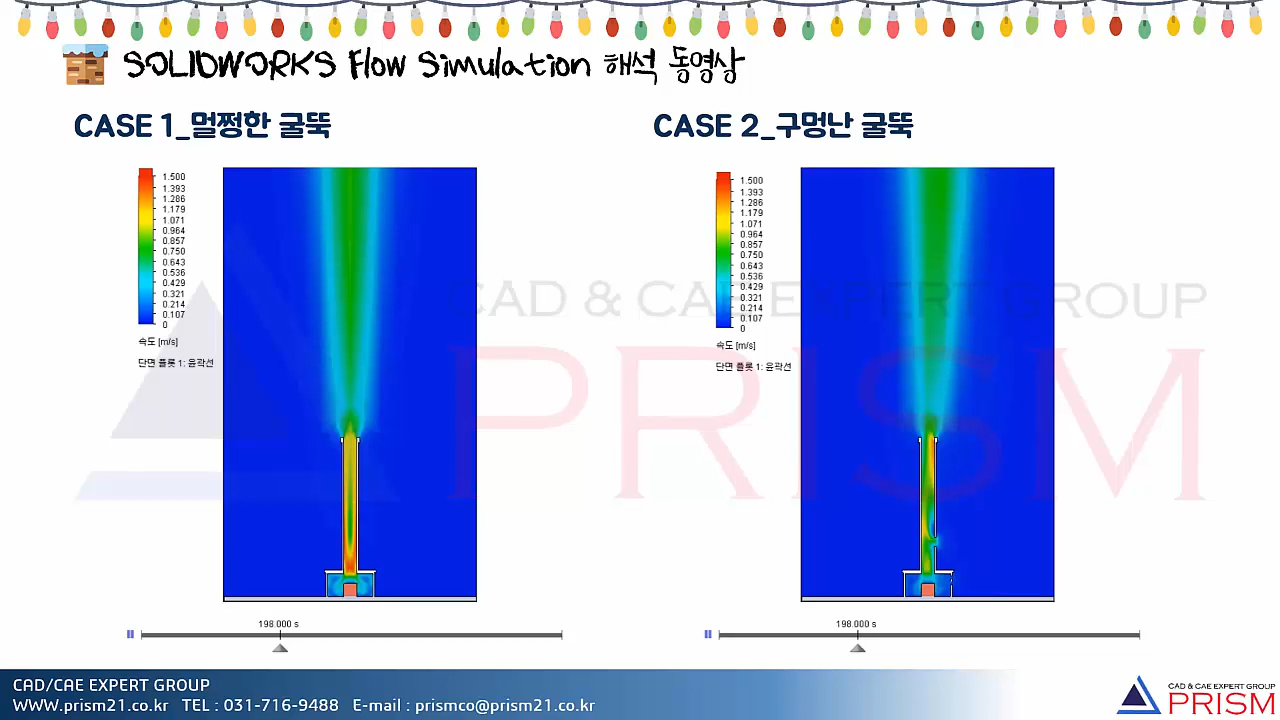 SOLIDWORKS Flow Simulation 해석 동영상
CASE 1_멀쩡한 굴뚝
CASE 2_구멍난 굴뚝
1.500
1.393
1.286
1.179
1.071
0.964
0.857
0.750
0.643
0.536
0.429
0.321
0.214
0.107
0
속도 [m/s]
단면 플롯 1: 윤곽선
1.500
1.393
1.286
1.179
1.071
0.964
0.857
0.750
0.643
0.536
0.429
0.321
0.214
0.107
0
속도 [m/s]
단면 플롯 1: 윤곽선
CAD & CAE EXPERT GROUP
PRISM
198.000 s
198.000 s
CAD/CAE EXPERT GROUP
WWW.prism21.co.kr TEL : 031-716-9488 E-mail : prismco@prism21.co.kr
CAD & CAE EXPERT GROUP
PRISM